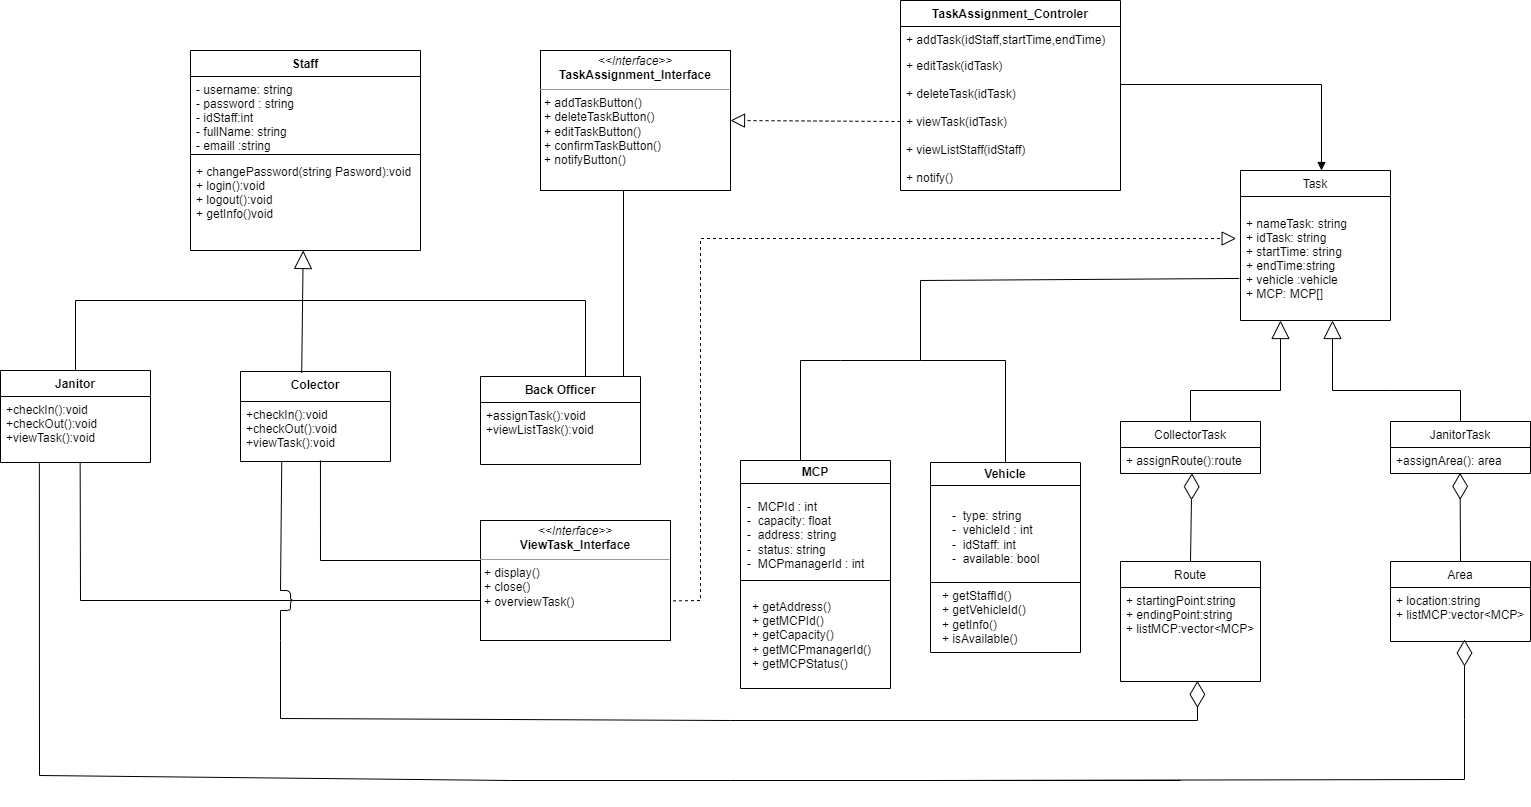 TaskAssignment_Controler
+ addTask(idStaff,startTime,endTime)
+ editTask(idTask)
+ deleteTask(idTask)
+ viewTask(idTask)
+ viewListStaff(idStaff)
+ notify()
Staff
- username: string
- password : string
- idStaff:int
- fullName: string
- emaill :string
+ changePassword(string Pasword):void
+ login():void
+ logout():void
+ getInfo()void
<<Interface>>
TaskAssignment_Interface
+ addTaskButton()
+ deleteTaskButton()
+ editTaskButton()
+ confirmTaskButton()
+ notifyButton()
Task
+ nameTask: string
+ idTask: string
+ startTime: string
+ endTime:string
+ vehicle :vehicle
+ MCP: MCP[]
Janitor
+checkIn():void
+checkOut():void
+viewTask():void
Colector
+checkIn():void
+checkOut():void
+viewTask():void
Back Officer
+assignTask():void
+viewListTask():void
CollectorTask
+ assignRoute():route
JanitorTask
+assignArea(): area
MCP
- MCPId : int
- capacity: float
- address: string
- status: string
- MCPmanagerId : int
+ getAddress()
+ getMCPId()
+ getCapacity()
+ getMCPmanagerId()
+ getMCPStatus()
Vehicle
- type: string
- vehicleId : int
- idStaff: int
- available: bool
+ getStaffId()
+ getVehicleId()
+ getInfo()
+ isAvailable()
<<Interface>>
ViewTask_Interface
+ display()
+ close()
+ overviewTask()
Route
+ startingPoint:string
+ endingPoint:string
+ listMCP:vector<MCP>
Area
+ location:string
+ listMCP:vector<MCP>